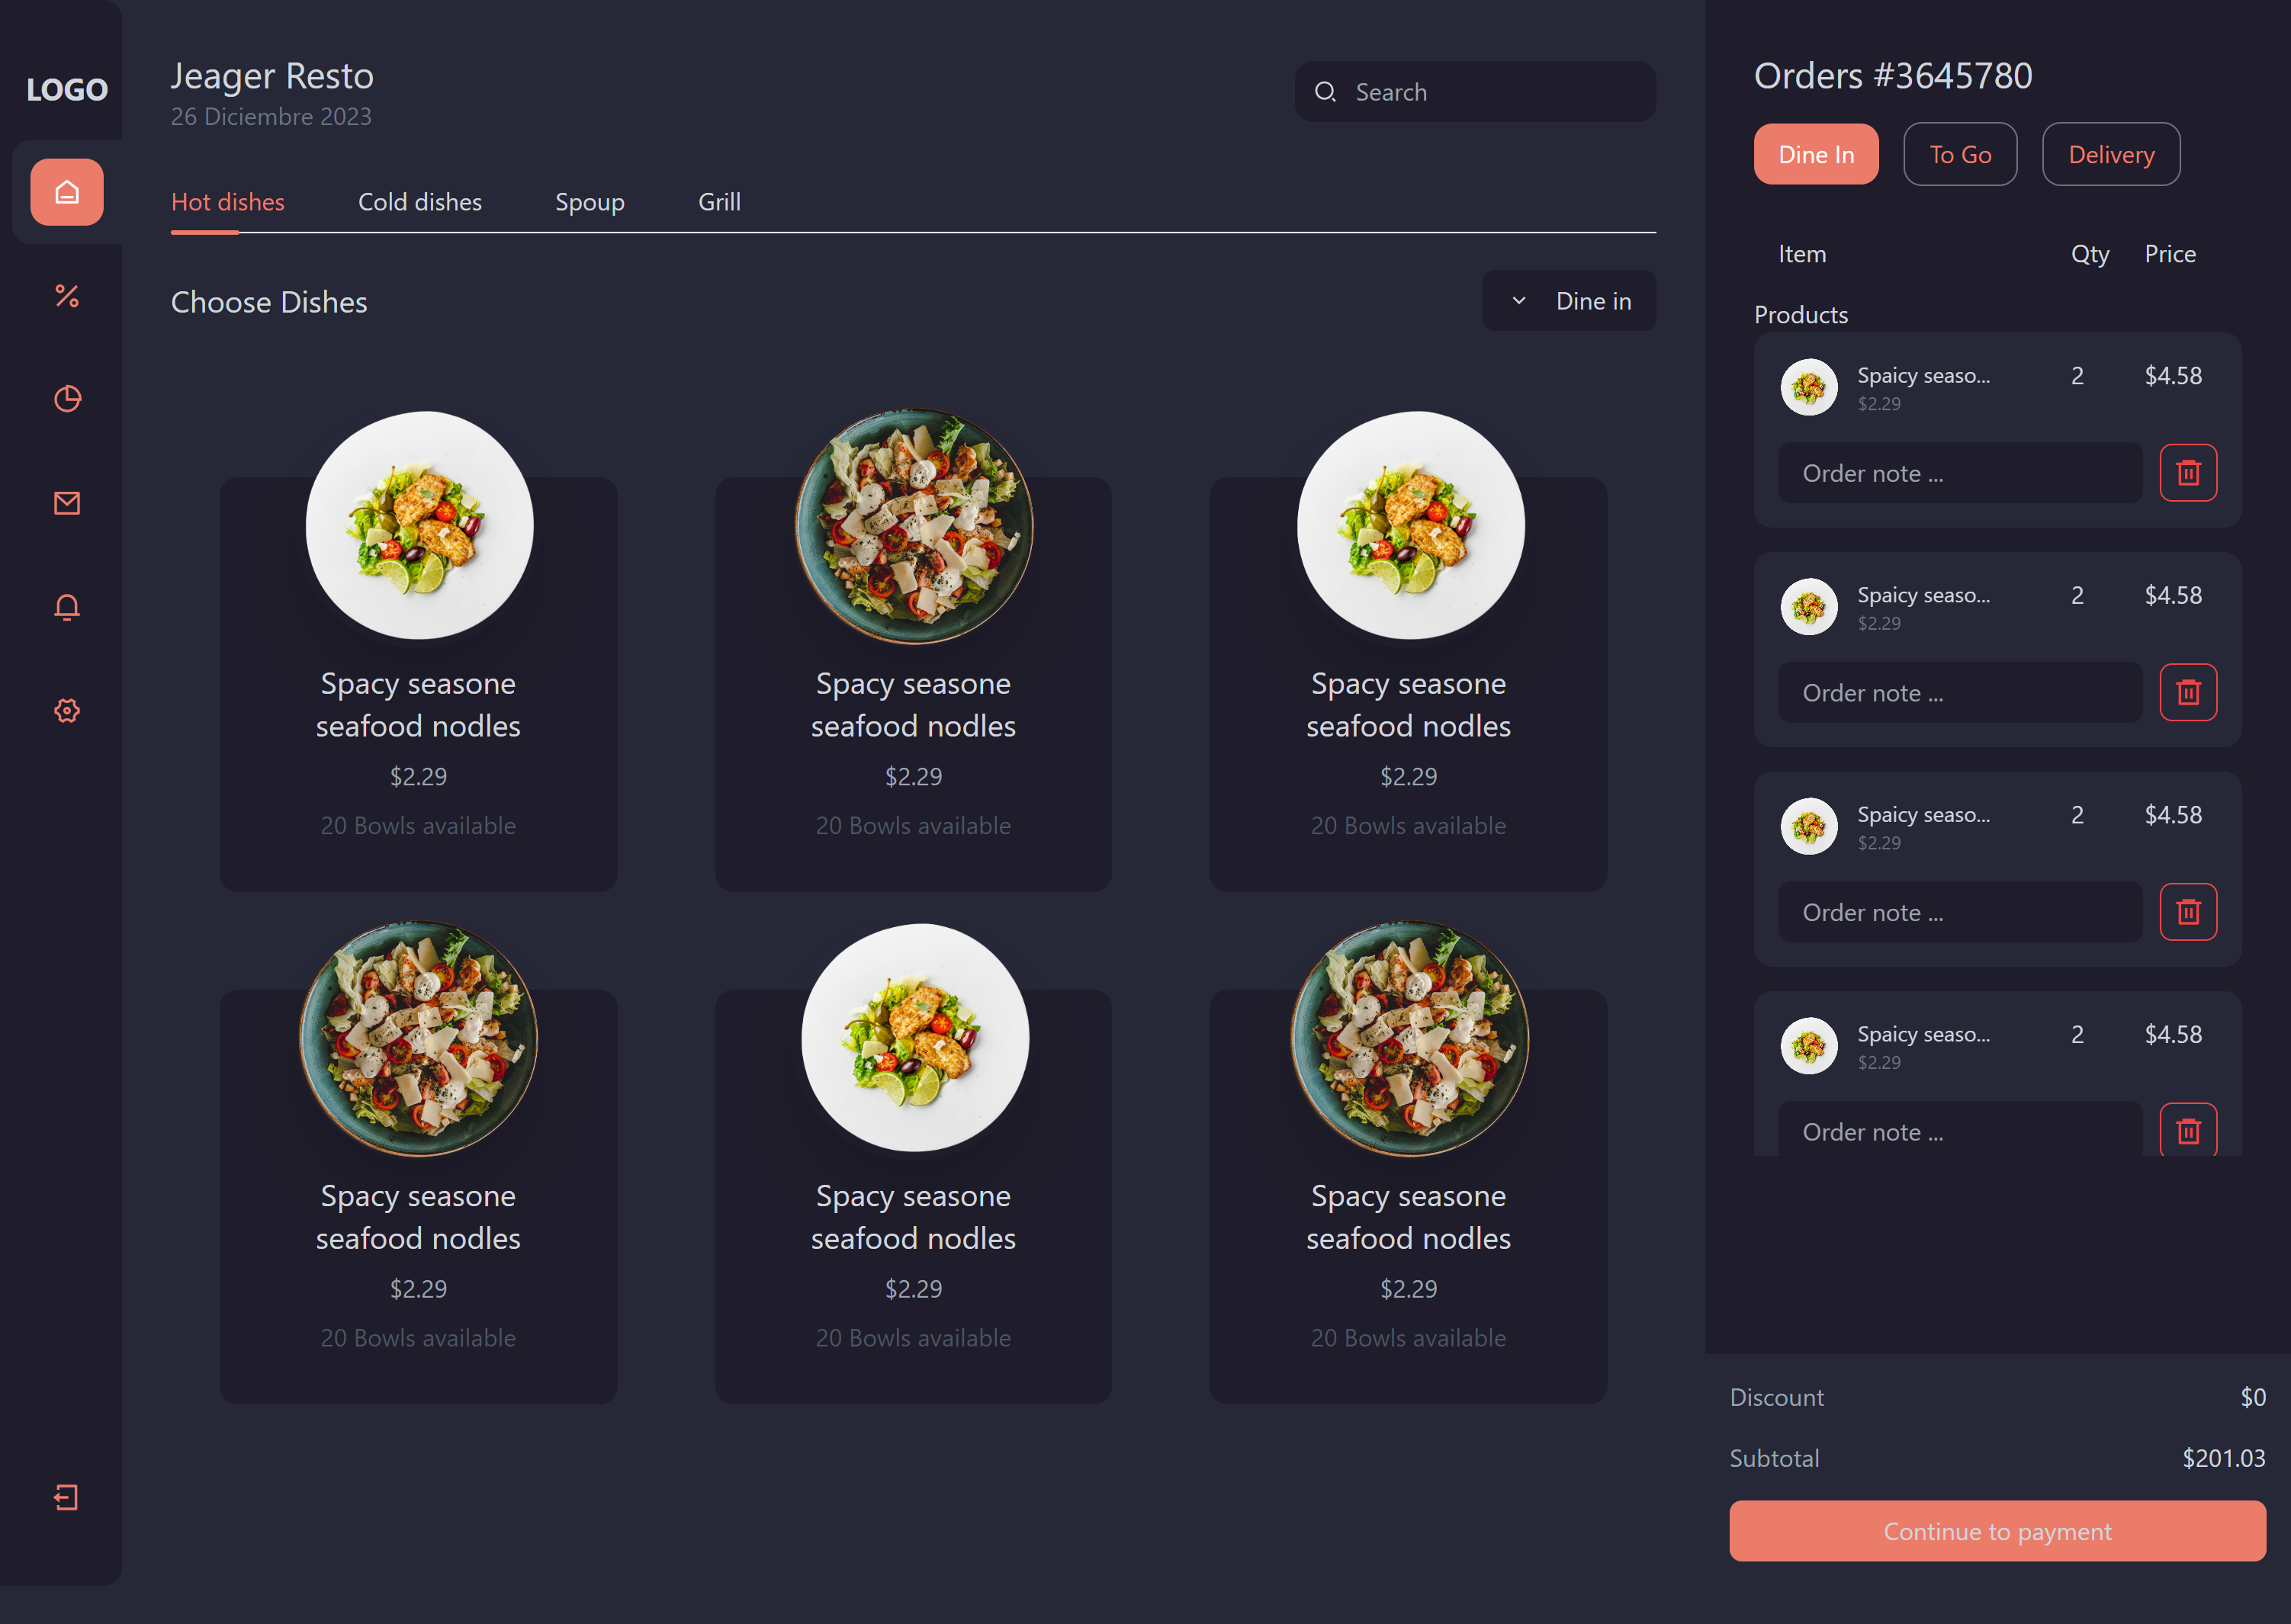 LOGO
Jeager Resto
26 Diciembre 2023
Search
Hot dishes
Cold dishes
Spoup
Grill
Choose Dishes
Dine in
Spacy seasone
seafood nodles
$2.29
20 Bowls available
Spacy seasone
seafood nodles
$2.29
20 Bowls available
Spacy seasone
seafood nodles
$2.29
20 Bowls available
Spacy seasone
seafood nodles
$2.29
20 Bowls available
Spacy seasone
seafood nodles
$2.29
20 Bowls available
Spacy seasone
seafood nodles
$2.29
20 Bowls available
Orders #3645780
Dine In
To Go
Delivery
Item
Qty
Price
Products
Spaicy seaso...
2
$4.58
$2.29
Order note ...
Spaicy seaso...
2
$4.58
$2.29
Order note ...
Spaicy seaso...
2
$4.58
$2.29
Order note ...
Spaicy seaso...
2
$4.58
$2.29
Order note ...
Discount
$0
Subtotal
$201.03
Continue to payment